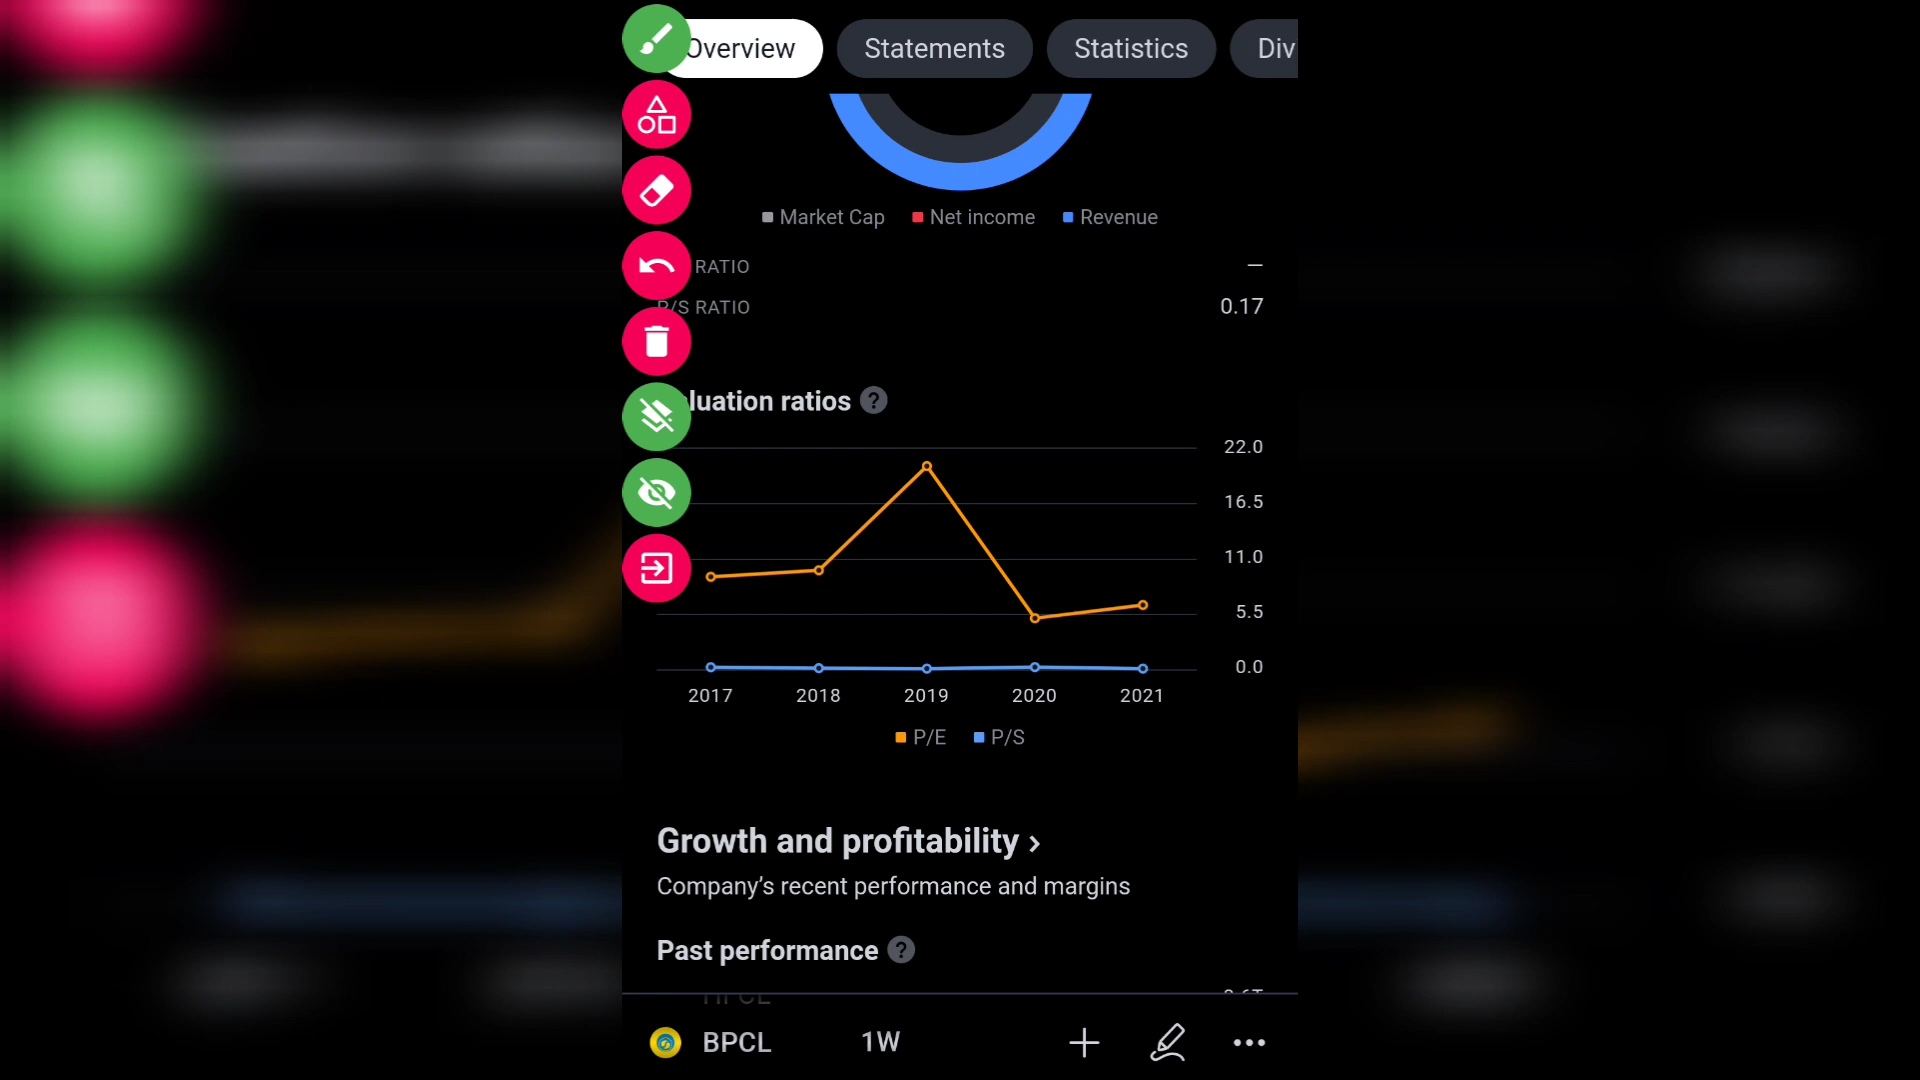 Overview Statements Statistics Div
Market Cap Net income Revenue
RATIO —
P/S RATIO 0.17
luation ratios ?
22.0
16.5
11.0
5.5
0.0
2017 2018 2019 2020 2021
P/E P/S
Growth and profitability ›
Company's recent performance and margins
Past performance ?
BPCL 1W